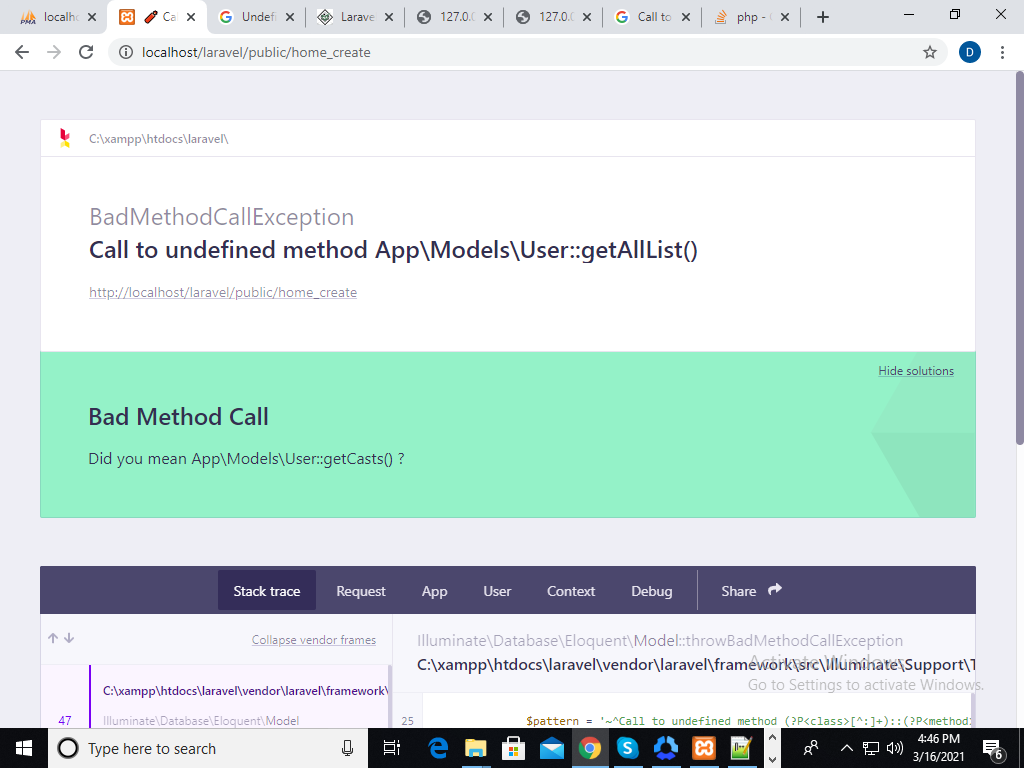 localh
Ca
Undefi
Larave
127.0.0
127.0.0
Call to
php -
localhost/laravel/public/home_create
D
C:\xampp\htdocs\laravel\
BadMethodCallException
Call to undefined method App\Models\User::getAllList()
http://localhost/laravel/public/home_create
Hide solutions
Bad Method Call
Did you mean App\Models\User::getCasts() ?
Stack trace
Request
App
User
Context
Debug
Share
Collapse vendor frames
Illuminate\Database\Eloquent\Model::throwBadMethodCallException
C:\xampp\htdocs\laravel\vendor\laravel\framework\src\Illuminate\Support\T
Activate Windows
Go to Settings to activate Windows.
C:\xampp\htdocs\laravel\vendor\laravel\framework\
47
Illuminate\Database\Eloquent\Model
25
$pattern = '~^Call to undefined method (?P<class>[^:]+)::(?P<method>
Type here to search
4:46 PM
3/16/2021
6